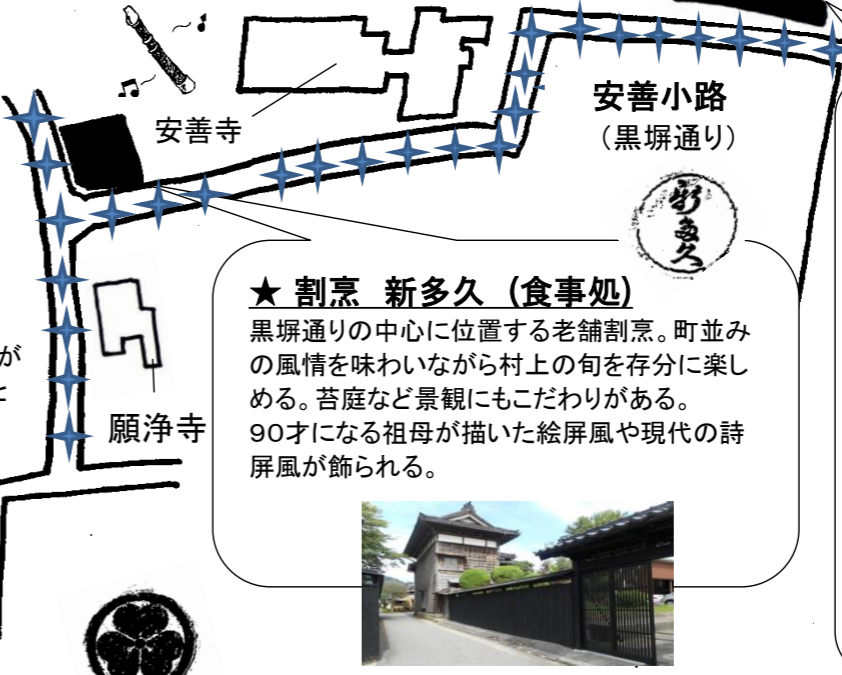 安善寺
安善小路
（黒塀通り）
新多久
★ 割烹　新多久　(食事処)
黒塀通りの中心に位置する老舗割烹。町並み
の風情を味わいながら村上の旬を存分に楽し
める。苔庭など景観にもこだわりがある。
90才になる祖母が描いた絵屏風や現代の詩
屏風が飾られる。
が
と
願浄寺